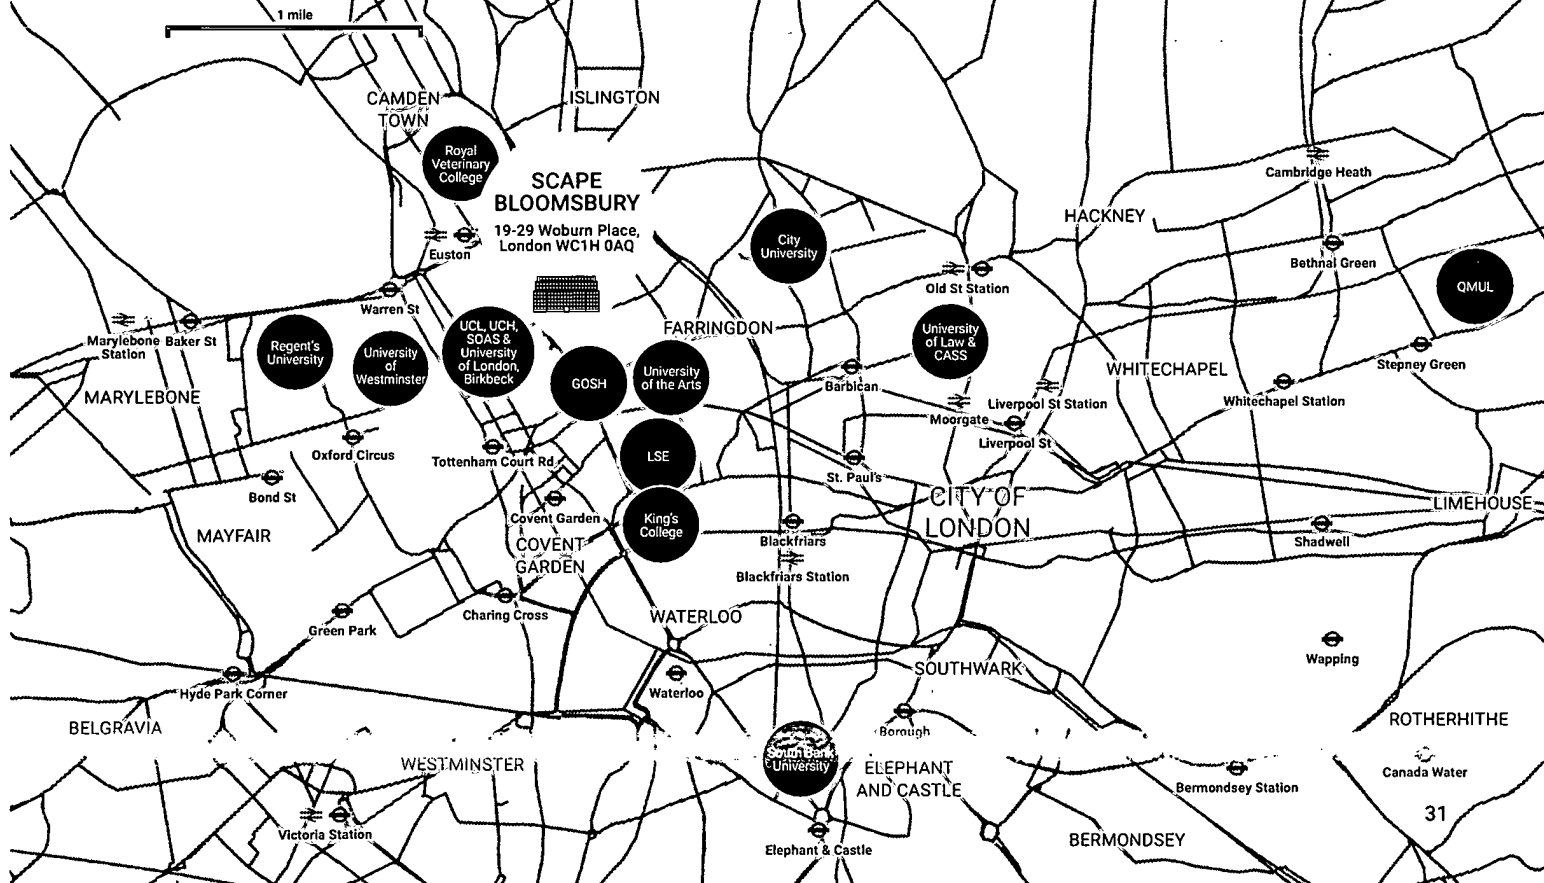 1 mile
CAMDEN
TOWN
ISLINGTON
Royal
Veterinary
College
SCAPE
BLOOMSBURY
19-29 Woburn Place,
London WC1H 0AQ
Euston
City
University
HACKNEY
Cambridge Heath
Bethnal Green
QMUL
Old St Station
Warren St
Marylebone
Station
Baker St
Regent's
University
University
of
Westminster
UCL, UCH,
SOAS &
University
of London,
Birkbeck
FARRINGDON
GOSH
University
of the Arts
University
of Law &
CASS
Barbican
WHITECHAPEL
Stepney Green
MARYLEBONE
Whitechapel Station
Liverpool St Station
Moorgate
Liverpool St
Oxford Circus
Tottenham Court Rd
LSE
St. Paul's
Bond St
Covent Garden
King's
College
CITY OF
LONDON
LIMEHOUSE
MAYFAIR
COVENT
GARDEN
Blackfriars
Shadwell
Blackfriars Station
Charing Cross
Green Park
WATERLOO
Wapping
SOUTHWARK
Hyde Park Corner
Waterloo
BELGRAVIA
Borough
ROTHERHITHE
WESTMINSTER
South Bank
University
ELEPHANT
AND CASTLE
Canada Water
Bermondsey Station
31
Victoria Station
Elephant & Castle
BERMONDSEY